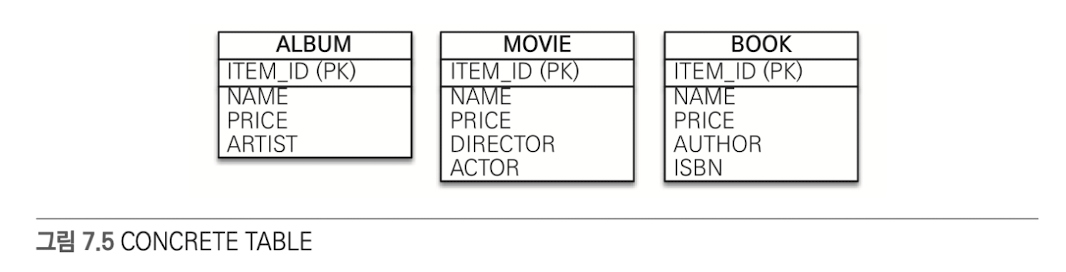 ALBUM
ITEM_ID (PK)
NAME
PRICE
ARTIST
MOVIE
ITEM_ID (PK)
NAME
PRICE
DIRECTOR
ACTOR
BOOK
ITEM_ID (PK)
NAME
PRICE
AUTHOR
ISBN
그림 7.5 CONCRETE TABLE